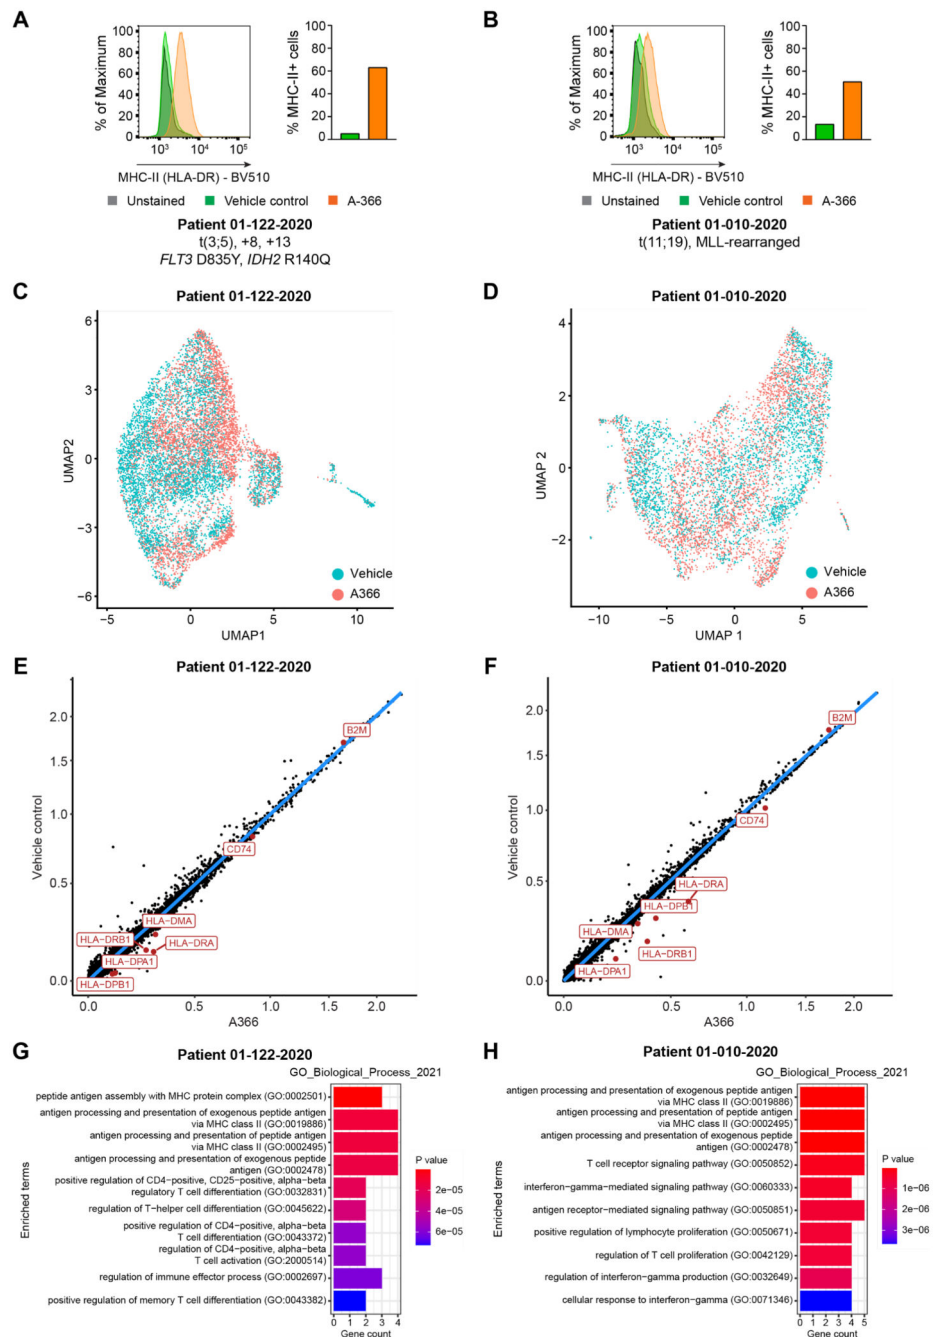 A
100
80
60
40
20
0
% of Maximum
10³ 10⁴ 10⁵
MHC-II (HLA-DR) - BV510
100
80
60
40
20
0
% MHC-II+ cells
Unstained Vehicle control A-366
Patient 01-122-2020
t(3;5), +8, +13
FLT3 D835Y, IDH2 R140Q
B
100
80
60
40
20
0
% of Maximum
10³ 10⁴ 10⁵
MHC-II (HLA-DR) - BV510
100
80
60
40
20
0
% MHC-II+ cells
Unstained Vehicle control A-366
Patient 01-010-2020
t(11;19), MLL-rearranged
C
Patient 01-122-2020
6
3
0
−3
−6
UMAP2
−5 0 5 10
UMAP1
Vehicle
A366
D
Patient 01-010-2020
4
2
0
−2
UMAP 2
−10 −5 0 5
UMAP 1
Vehicle
A366
E
Patient 01-122-2020
2.0
1.5
1.0
0.5
0.0
Vehicle control
B2M
CD74
HLA−DMA
HLA−DRB1
HLA−DRA
HLA−DPA1
HLA−DPB1
0.0 0.5 1.0 1.5 2.0
A366
F
Patient 01-010-2020
2.0
1.5
1.0
0.5
0.0
Vehicle control
B2M
CD74
HLA−DRA
HLA−DPB1
HLA−DMA
HLA−DRB1
HLA−DPA1
0.0 0.5 1.0 1.5 2.0
A366
G
Patient 01-122-2020
GO_Biological_Process_2021
Enriched terms
peptide antigen assembly with MHC protein complex (GO:0002501)
antigen processing and presentation of exogenous peptide antigen
via MHC class II (GO:0019886)
antigen processing and presentation of peptide antigen
via MHC class II (GO:0002495)
antigen processing and presentation of exogenous peptide
antigen (GO:0002478)
positive regulation of CD4−positive, CD25−positive, alpha−beta
regulatory T cell differentiation (GO:0032831)
regulation of T−helper cell differentiation (GO:0045622)
positive regulation of CD4−positive, alpha−beta
T cell differentiation (GO:0043372)
regulation of CD4−positive, alpha−beta
T cell activation (GO:2000514)
regulation of immune effector process (GO:0002697)
positive regulation of memory T cell differentiation (GO:0043382)
0 1 2 3 4
Gene count
P value
2e−05
4e−05
6e−05
H
Patient 01-010-2020
GO_Biological_Process_2021
Enriched terms
antigen processing and presentation of exogenous peptide antigen
via MHC class II (GO:0019886)
antigen processing and presentation of peptide antigen
via MHC class II (GO:0002495)
antigen processing and presentation of exogenous peptide
antigen (GO:0002478)
T cell receptor signaling pathway (GO:0050852)
interferon−gamma−mediated signaling pathway (GO:0060333)
antigen receptor−mediated signaling pathway (GO:0050851)
positive regulation of lymphocyte proliferation (GO:0050671)
regulation of T cell proliferation (GO:0042129)
regulation of interferon−gamma production (GO:0032649)
cellular response to interferon−gamma (GO:0071346)
0 1 2 3 4 5
Gene count
P value
1e−06
2e−06
3e−06